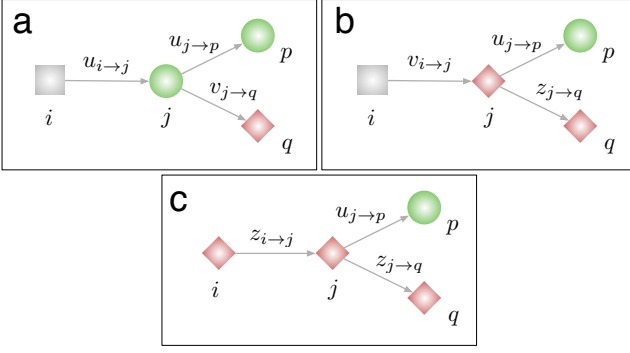 a
u_{i→j}
u_{j→p}
v_{j→q}
i
j
p
q
b
v_{i→j}
u_{j→p}
z_{j→q}
i
j
p
q
c
z_{i→j}
u_{j→p}
z_{j→q}
i
j
p
q